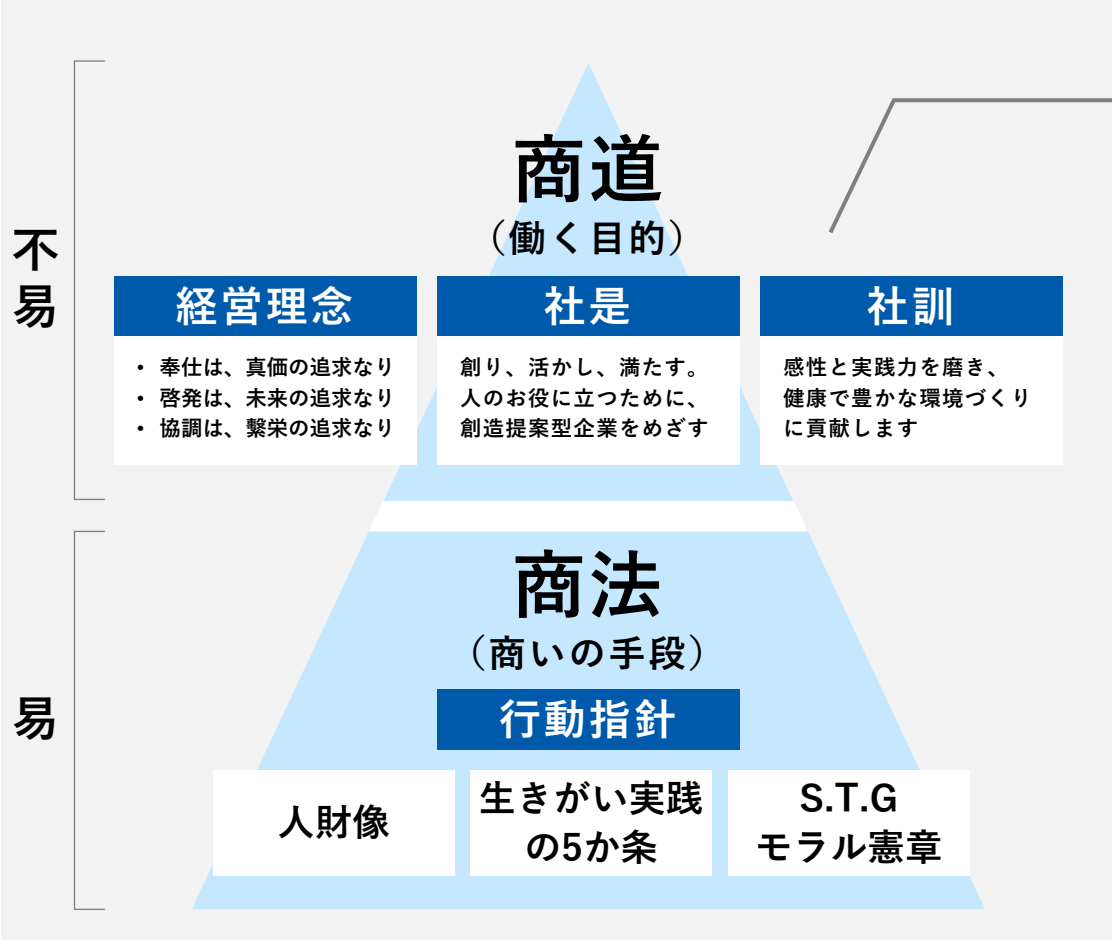 不易
商道
（働く目的）
経営理念
・ 奉仕は、真価の追求なり
・ 啓発は、未来の追求なり
・ 協調は、繫栄の追求なり
社是
創り、活かし、満たす。
人のお役に立つために、
創造提案型企業をめざす
社訓
感性と実践力を磨き、
健康で豊かな環境づくり
に貢献します
易
商法
（商いの手段）
行動指針
人財像
生きがい実践
の5か条
S.T.G
モラル憲章